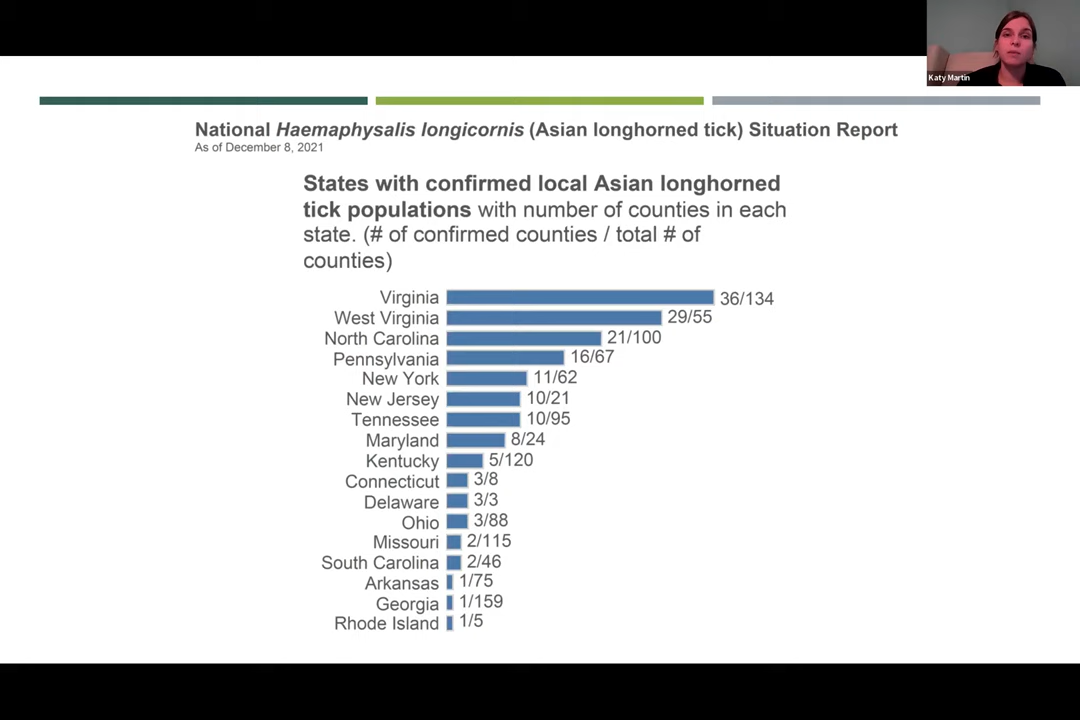 Katy Martin
National Haemaphysalis longicornis (Asian longhorned tick) Situation Report
As of December 8, 2021
States with confirmed local Asian longhorned
tick populations with number of counties in each
state. (# of confirmed counties / total # of
counties)
Virginia 36/134
West Virginia 29/55
North Carolina 21/100
Pennsylvania 16/67
New York 11/62
New Jersey 10/21
Tennessee 10/95
Maryland 8/24
Kentucky 5/120
Connecticut 3/8
Delaware 3/3
Ohio 3/88
Missouri 2/115
South Carolina 2/46
Arkansas 1/75
Georgia 1/159
Rhode Island 1/5